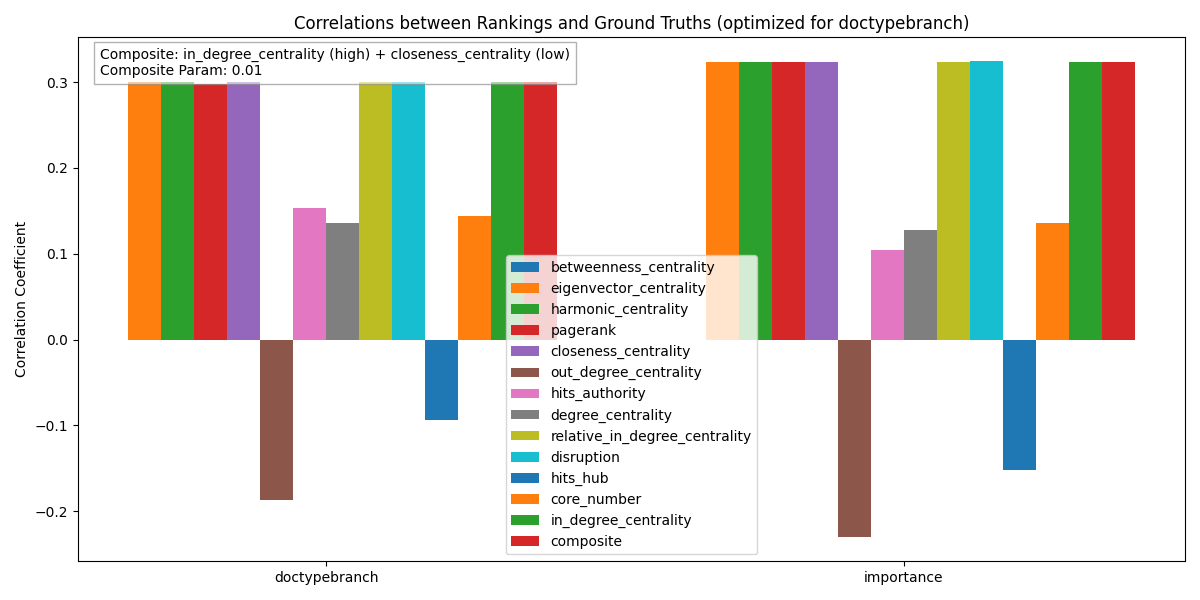 Correlations between Rankings and Ground Truths (optimized for doctypebranch)
Composite: in_degree_centrality (high) + closeness_centrality (low)
Composite Param: 0.01
Correlation Coefficient
0.3
0.2
0.1
0.0
−0.1
−0.2
betweenness_centrality
eigenvector_centrality
harmonic_centrality
pagerank
closeness_centrality
out_degree_centrality
hits_authority
degree_centrality
relative_in_degree_centrality
disruption
hits_hub
core_number
in_degree_centrality
composite
doctypebranch
importance